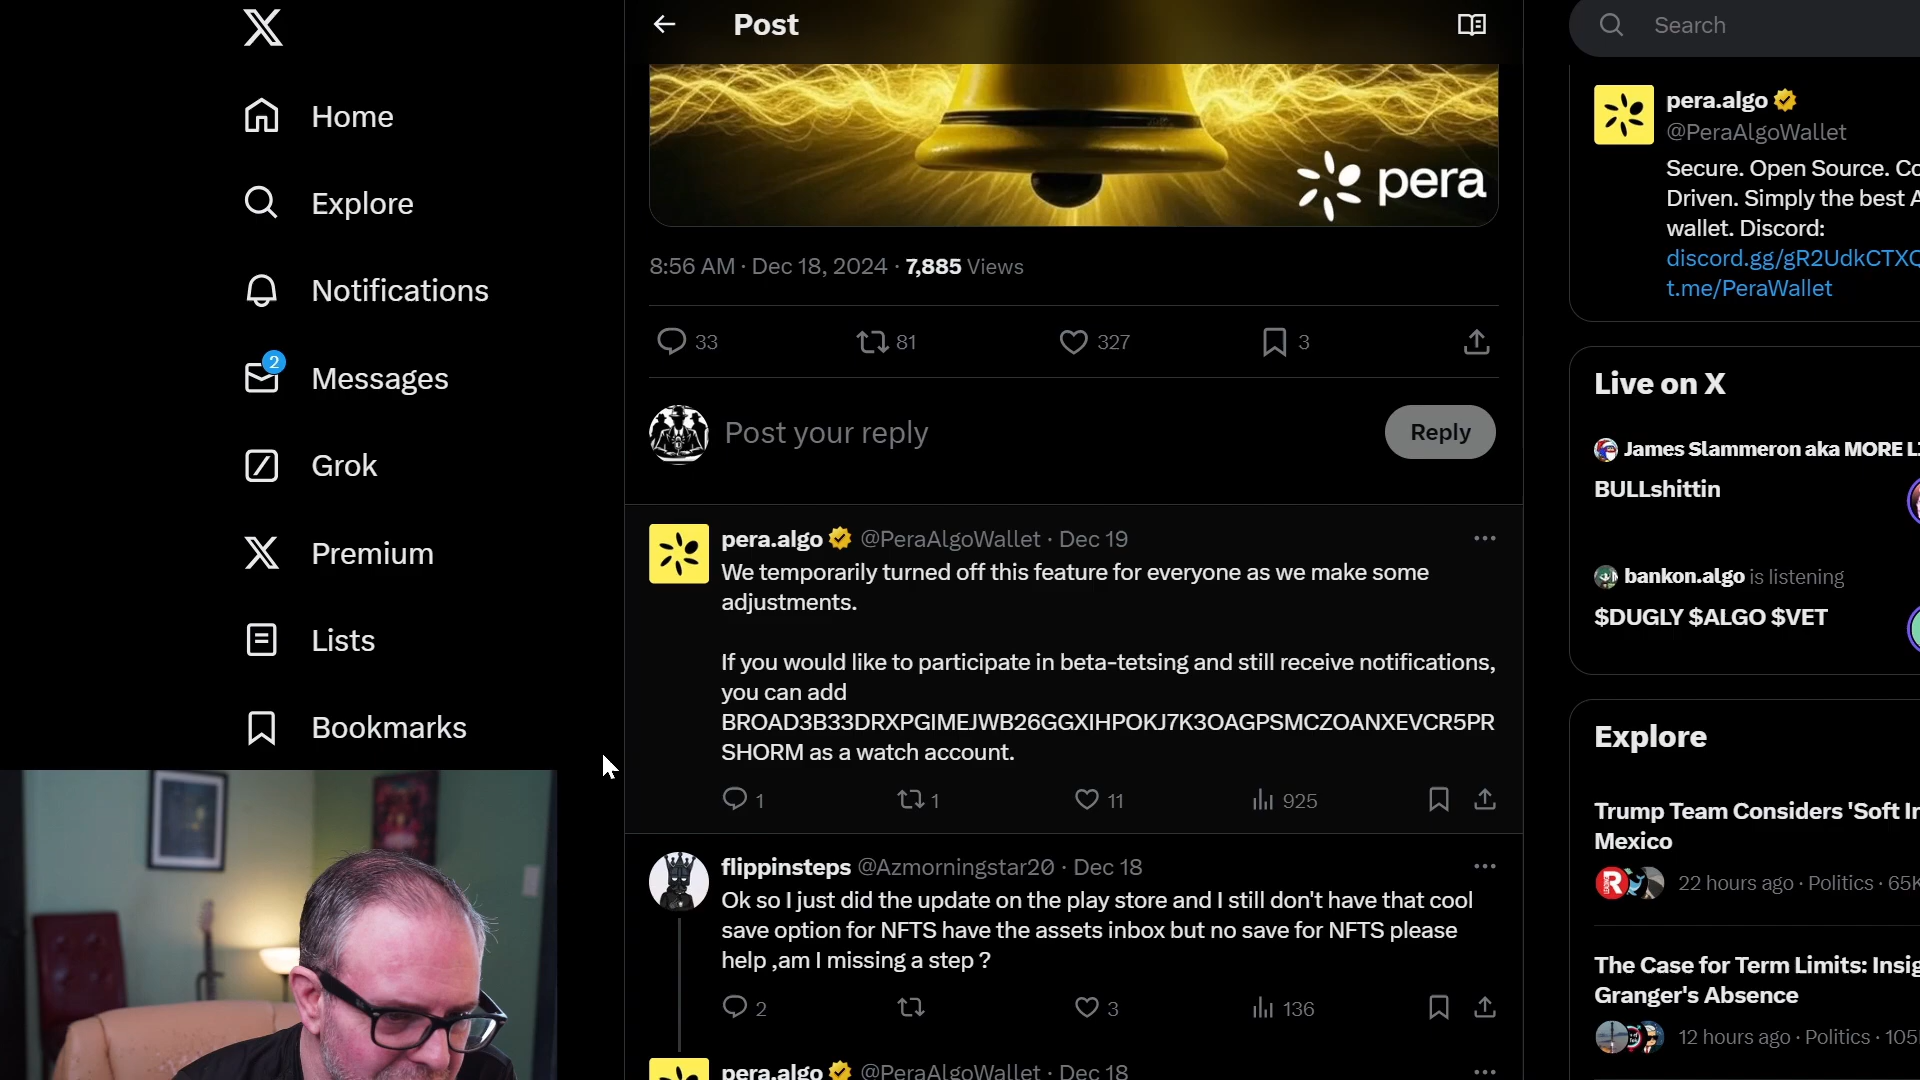 Home
Explore
Notifications
2
Messages
Grok
Premium
Lists
Bookmarks
Post
pera
8:56 AM · Dec 18, 2024 · 7,885 Views
33 81 327 3
Post your reply
Reply
pera.algo @PeraAlgoWallet · Dec 19
We temporarily turned off this feature for everyone as we make some
adjustments.
If you would like to participate in beta-tetsing and still receive notifications,
you can add
BROAD3B33DRXPGIMEJWB26GGXIHPOKJ7K3OAGPSMCZOANXEVCR5PR
SHORM as a watch account.
1 1 11 925
flippinsteps @Azmorningstar20 · Dec 18
Ok so I just did the update on the play store and I still don't have that cool
save option for NFTS have the assets inbox but no save for NFTS please
help ,am I missing a step ?
2 3 136
pera.algo @PeraAlgoWallet · Dec 18
Search
pera.algo
@PeraAlgoWallet
Secure. Open Source. Co
Driven. Simply the best A
wallet. Discord:
discord.gg/gR2UdkCTXQ
t.me/PeraWallet
Live on X
James Slammeron aka MORE LI
BULLshittin
bankon.algo is listening
$DUGLY $ALGO $VET
Explore
Trump Team Considers 'Soft In
Mexico
22 hours ago · Politics · 65K
The Case for Term Limits: Insig
Granger's Absence
12 hours ago · Politics · 105